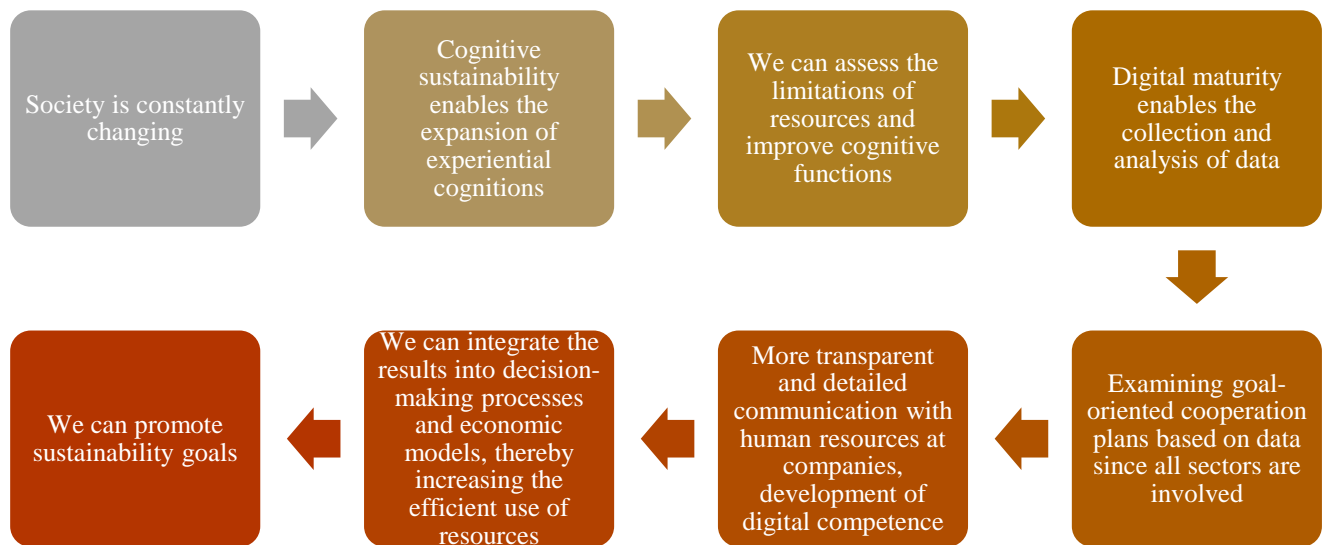 Society is constantly
changing
Cognitive
sustainability
enables the
expansion of
experiential
cognitions
We can assess the
limitations of
resources and
improve cognitive
functions
Digital maturity
enables the
collection and
analysis of data
Examining goal-
oriented cooperation
plans based on data
since all sectors are
involved
More transparent
and detailed
communication with
human resources at
companies,
development of
digital competence
We can integrate the
results into decision-
making processes
and economic
models, thereby
increasing the
efficient use of
resources
We can promote
sustainability goals